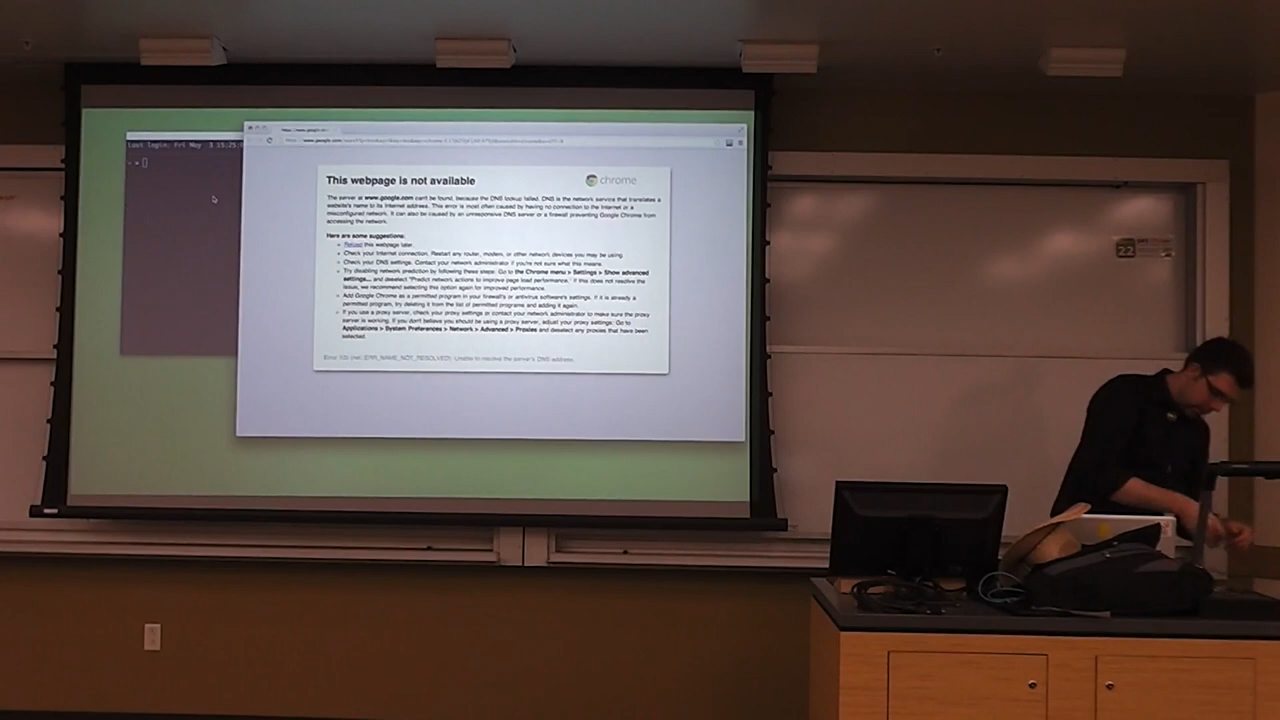 Last login: Fri May 3 15:25:
This webpage is not available
chrome
The server at www.google.com can't be found, because the DNS lookup failed. DNS is the network service that translates a
website's name to its Internet address. This error is most often caused by having no connection to the Internet or a
misconfigured network. It can also be caused by an unresponsive DNS server or a firewall preventing Google Chrome from
accessing the network.
Here are some suggestions:
Reload this webpage later.
Check your Internet connection. Restart any router, modem, or other network devices you may be using.
Check your DNS settings. Contact your network administrator if you're not sure what this means.
Try disabling network prediction by following these steps: Go to the Chrome menu > Settings > Show advanced
settings... and deselect "Predict network actions to improve page load performance." If this does not resolve the
issue, we recommend selecting this option again for improved performance.
Add Google Chrome as a permitted program in your firewall's or antivirus software's settings. If it is already a
permitted program, try deleting it from the list of permitted programs and adding it again.
If you use a proxy server, check your proxy settings or contact your network administrator to make sure the proxy
server is working. If you don't believe you should be using a proxy server, adjust your proxy settings: Go to
Applications > System Preferences > Network > Advanced > Proxies and deselect any proxies that have been
selected.
Error 105 (net::ERR_NAME_NOT_RESOLVED): Unable to resolve the server's DNS address.
22